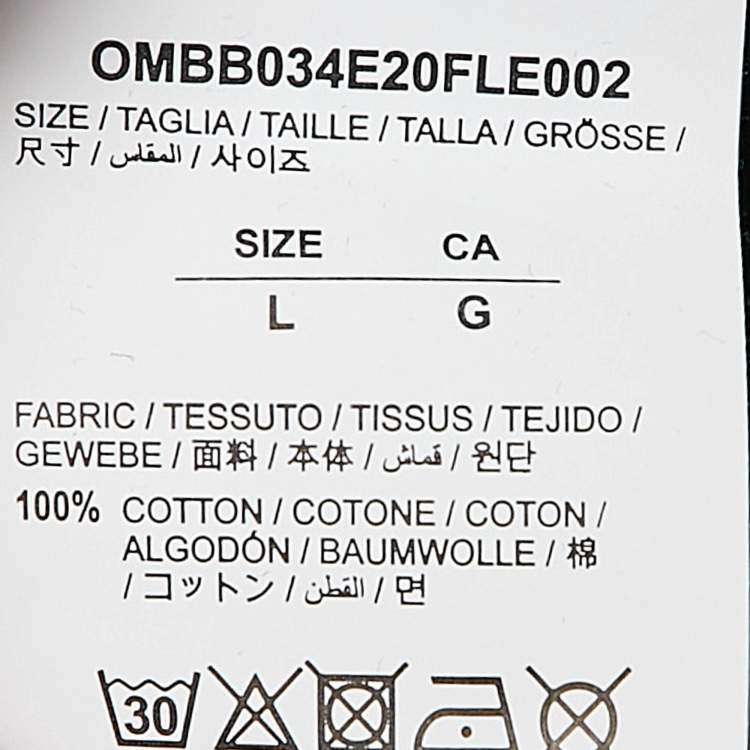 OMBB034E20FLE002
SIZE / TAGLIA / TAILLE / TALLA / GRÖSSE /
尺寸 / المقاس / 사이즈
SIZE CA
L G
FABRIC / TESSUTO / TISSUS / TEJIDO /
GEWEBE / 面料 / 本体 / قماش / 원단
100% COTTON / COTONE / COTON /
ALGODÓN / BAUMWOLLE / 棉
/ コットン / القطن / 면
30